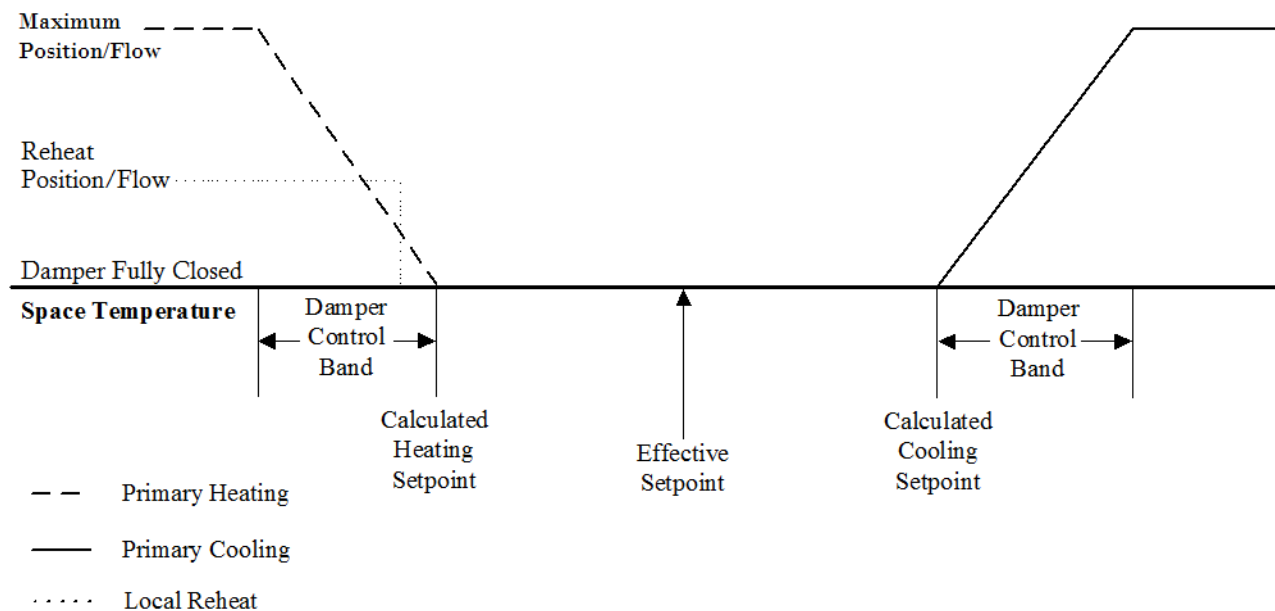 Maximum
Position/Flow
Reheat
Position/Flow
Damper Fully Closed
Space Temperature
Damper
Control
Band
Damper
Control
Band
Calculated
Heating
Setpoint
Effective
Setpoint
Calculated
Cooling
Setpoint
Primary Heating
Primary Cooling
Local Reheat